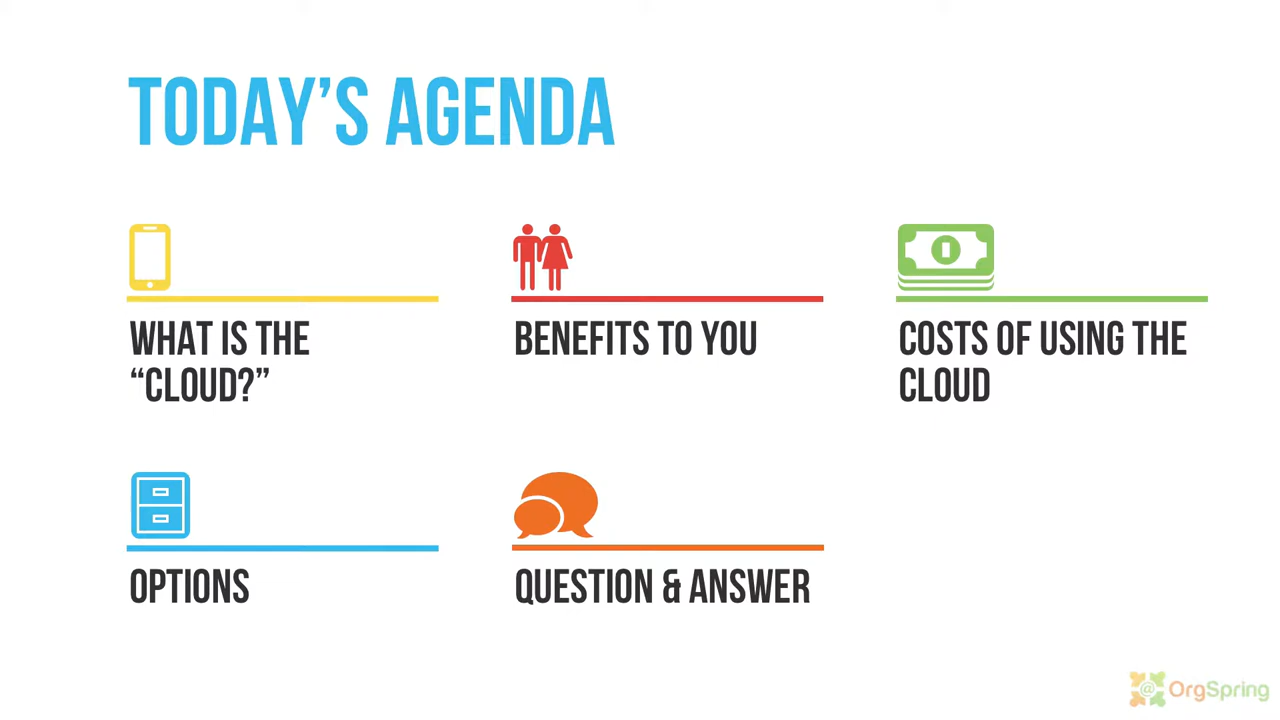 TODAY’S AGENDA
WHAT IS THE
“CLOUD?”
BENEFITS TO YOU
COSTS OF USING THE
CLOUD
OPTIONS
QUESTION & ANSWER
@ OrgSpring